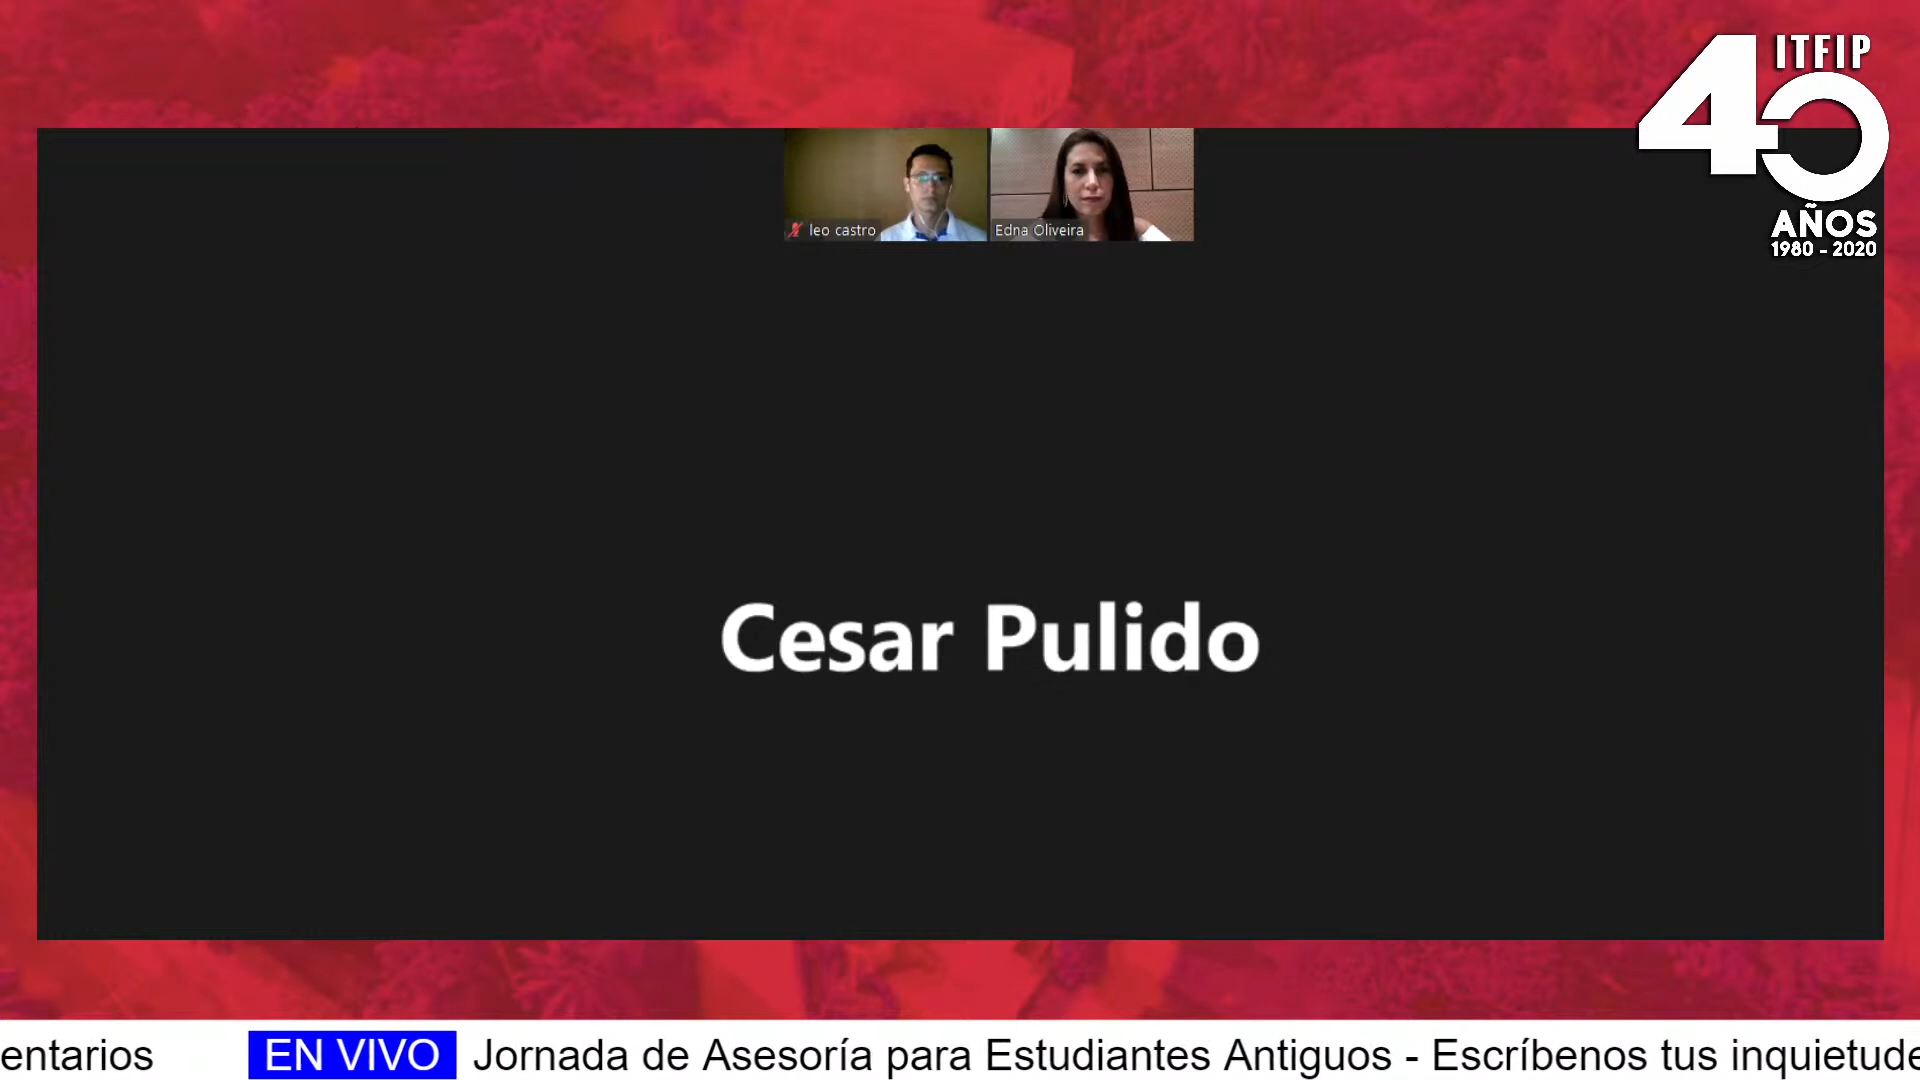 ITFIP
40
AÑOS
1980 - 2020
leo castro
Edna Oliveira
Cesar Pulido
entarios EN VIVO Jornada de Asesoría para Estudiantes Antiguos - Escríbenos tus inquietude